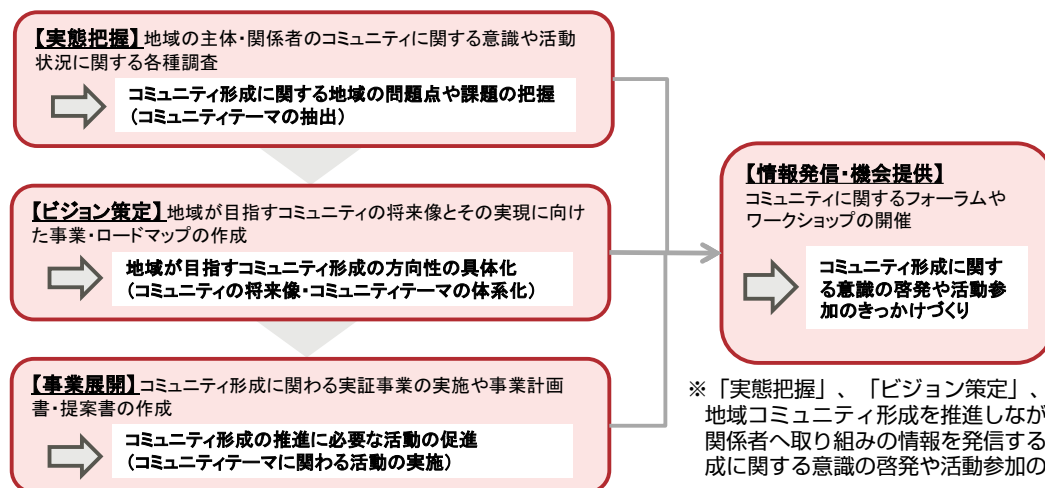 【実態把握】地域の主体・関係者のコミュニティに関する意識や活動
状況に関する各種調査
コミュニティ形成に関する地域の問題点や課題の把握
（コミュニティテーマの抽出）
【ビジョン策定】地域が目指すコミュニティの将来像とその実現に向け
た事業・ロードマップの作成
地域が目指すコミュニティ形成の方向性の具体化
（コミュニティの将来像・コミュニティテーマの体系化）
【事業展開】コミュニティ形成に関わる実証事業の実施や事業計画
書・提案書の作成
コミュニティ形成の推進に必要な活動の促進
（コミュニティテーマに関わる活動の実施）
【情報発信・機会提供】
コミュニティに関するフォーラムや
ワークショップの開催
コミュニティ形成に関す
る意識の啓発や活動参
加のきっかけづくり
※「実態把握」、「ビジョン策定」、
地域コミュニティ形成を推進しなが
関係者へ取り組みの情報を発信する
成に関する意識の啓発や活動参加の